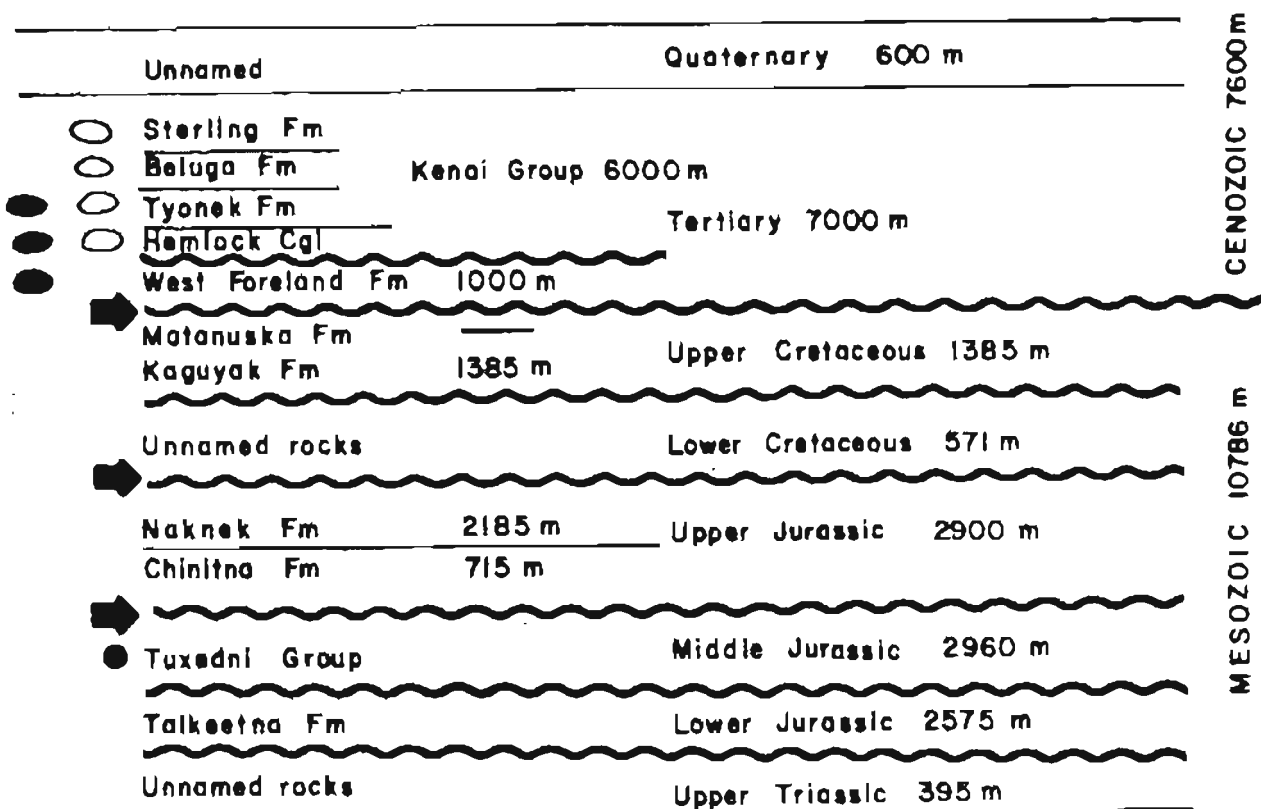 Unnamed Quaternary 600 m
Sterling Fm
Beluga Fm Kenai Group 6000 m
Tyonek Fm Tertiary 7000 m
Hemlock Cgl
West Foreland Fm 1000 m
CENOZOIC 7600 m
Matanuska Fm
Kaguyak Fm 1385 m Upper Cretaceous 1385 m
Unnamed rocks Lower Cretaceous 571 m
Naknek Fm 2185 m Upper Jurassic 2900 m
Chinitna Fm 715 m
Tuxedni Group Middle Jurassic 2960 m
Talkeetna Fm Lower Jurassic 2575 m
Unnamed rocks Upper Triassic 395 m
MESOZOIC 10786 m